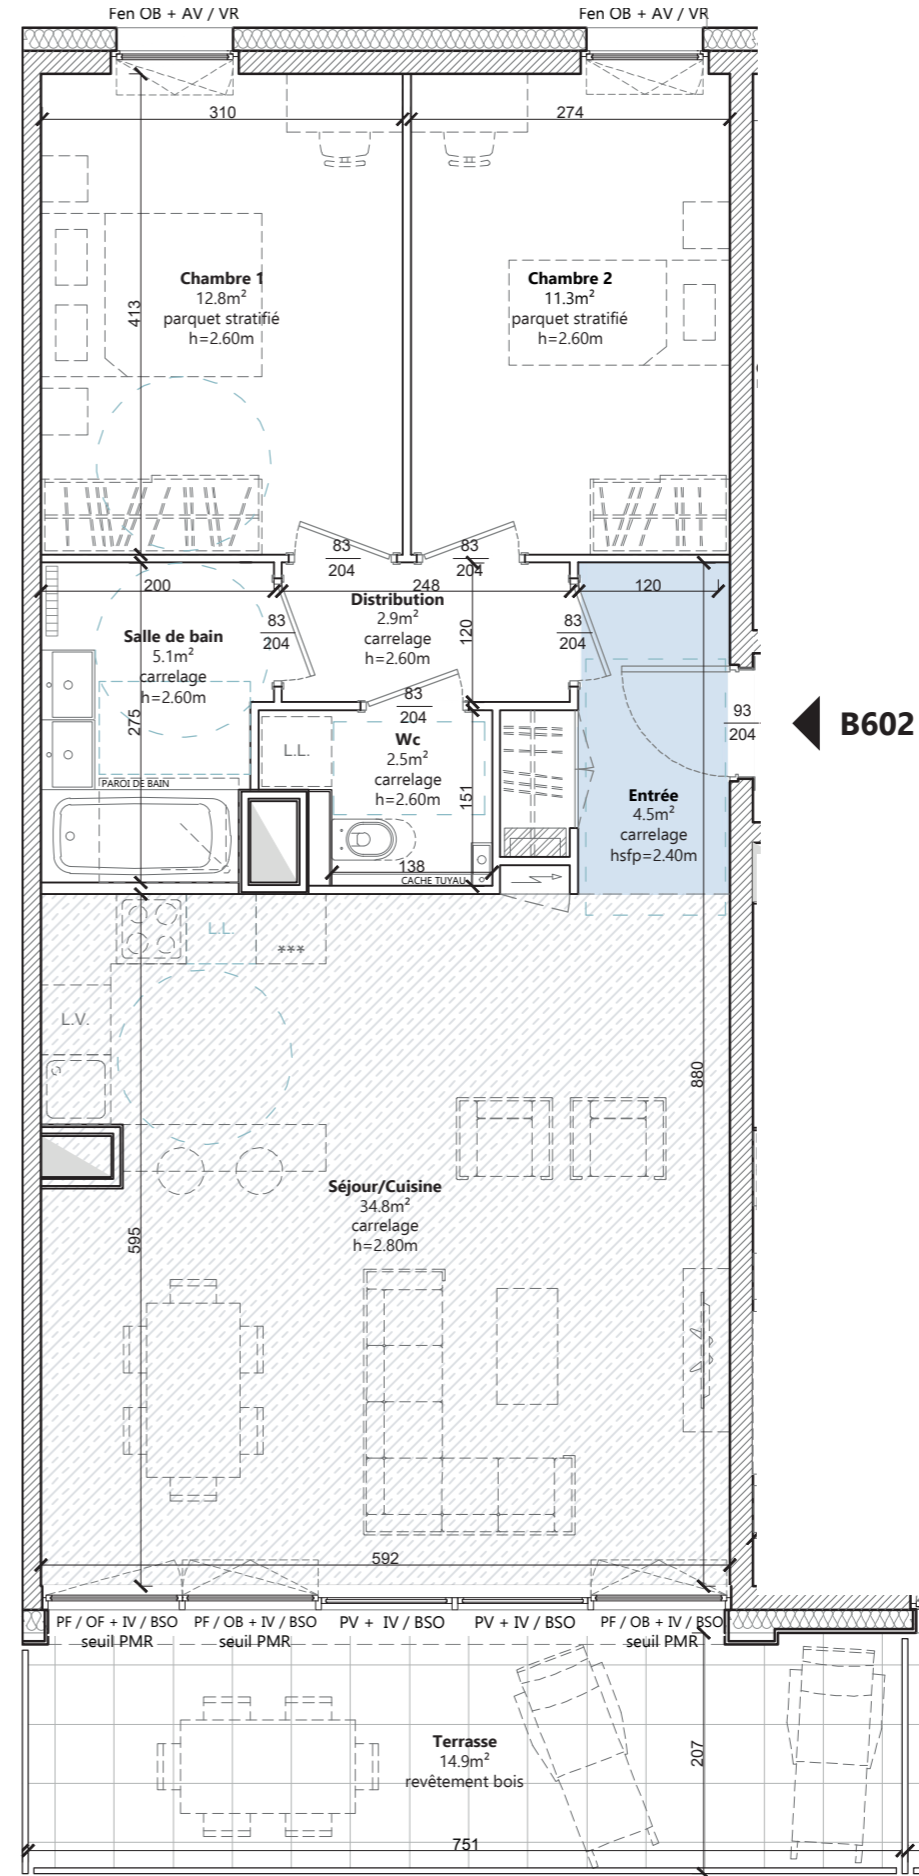 Fen OB + AV / VR
Fen OB + AV / VR
310
274
Chambre 1
12.8m²
parquet stratifié
h=2.60m
Chambre 2
11.3m²
parquet stratifié
h=2.60m
413
83
204
83
204
200
248
120
Distribution
2.9m²
carrelage
h=2.60m
120
83
204
83
204
Salle de bain
5.1m²
carrelage
h=2.60m
275
83
204
93
204
B602
L.L.
Wc
2.5m²
carrelage
h=2.60m
151
PAROI DE BAIN
Entrée
4.5m²
carrelage
hsfp=2.40m
138
CACHE TUYAU
L.L.
***
L.V.
880
Séjour/Cuisine
34.8m²
carrelage
h=2.80m
595
592
PF / OF + IV / BSO
seuil PMR
PF / OB + IV / BSO
seuil PMR
PV + IV / BSO
PV + IV / BSO
PF / OB + IV / BSO
seuil PMR
Terrasse
14.9m²
revêtement bois
207
751